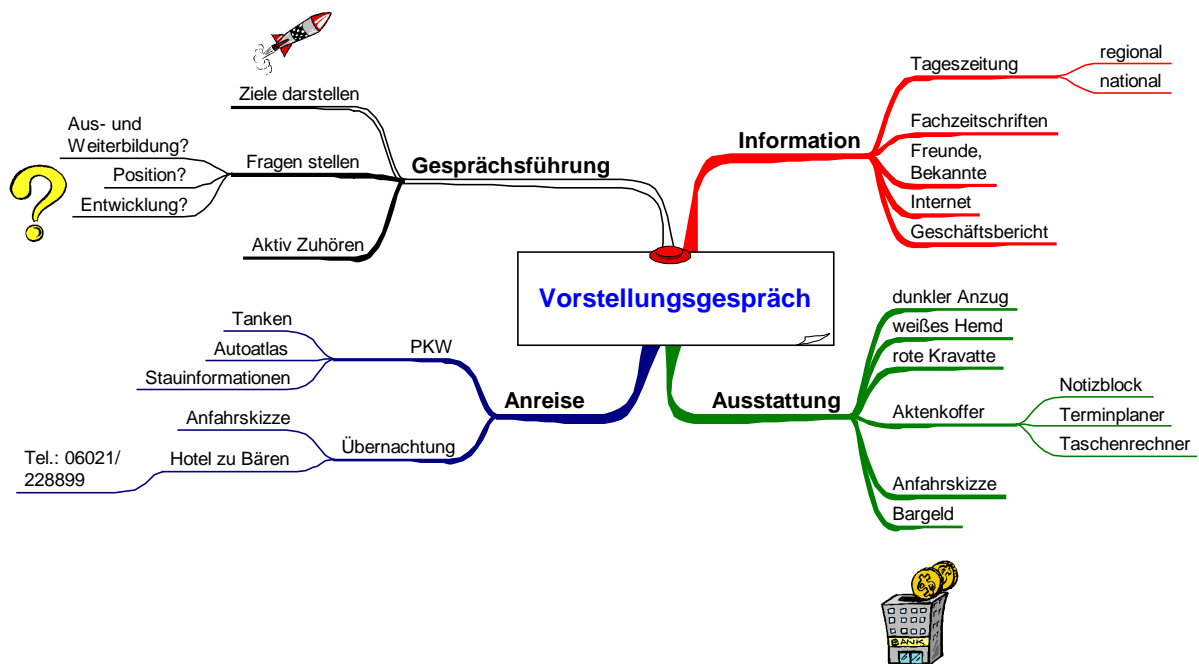 Vorstellungsgespräch
Gesprächsführung
Ziele darstellen
Fragen stellen
Aus- und
Weiterbildung?
Position?
Entwicklung?
Aktiv Zuhören
Information
Tageszeitung
regional
national
Fachzeitschriften
Freunde,
Bekannte
Internet
Geschäftsbericht
Anreise
PKW
Tanken
Autoatlas
Stauinformationen
Übernachtung
Anfahrskizze
Hotel zu Bären
Tel.: 06021/
228899
Ausstattung
dunkler Anzug
weißes Hemd
rote Kravatte
Aktenkoffer
Notizblock
Terminplaner
Taschenrechner
Anfahrskizze
Bargeld
BANK